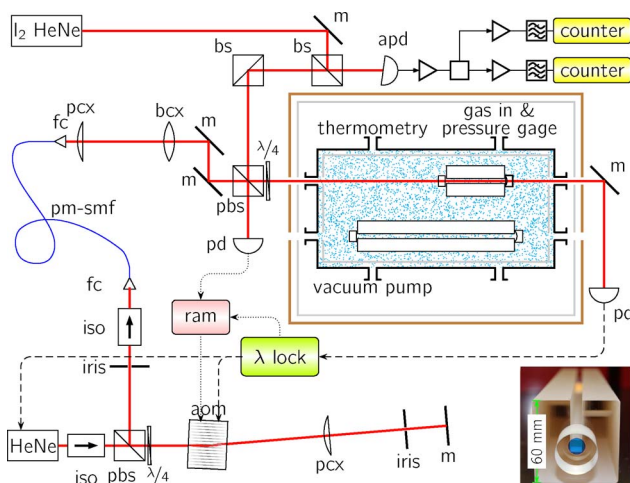 I2 HeNe
m
bs
bs
apd
counter
counter
pcx
bcx
m
fc
m
λ/4
pbs
thermometry
gas in &
pressure gage
m
pm-smf
pd
vacuum pump
fc
pd
iso
ram
iris
λ lock
aom
HeNe
iso
pbs
λ/4
pcx
iris
m
60 mm